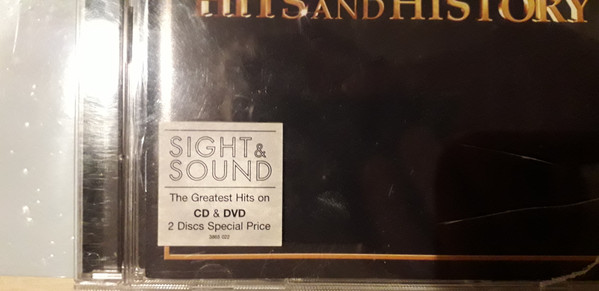 HITS AND HISTORY
SIGHT &
SOUND
The Greatest Hits on
CD & DVD
2 Discs Special Price